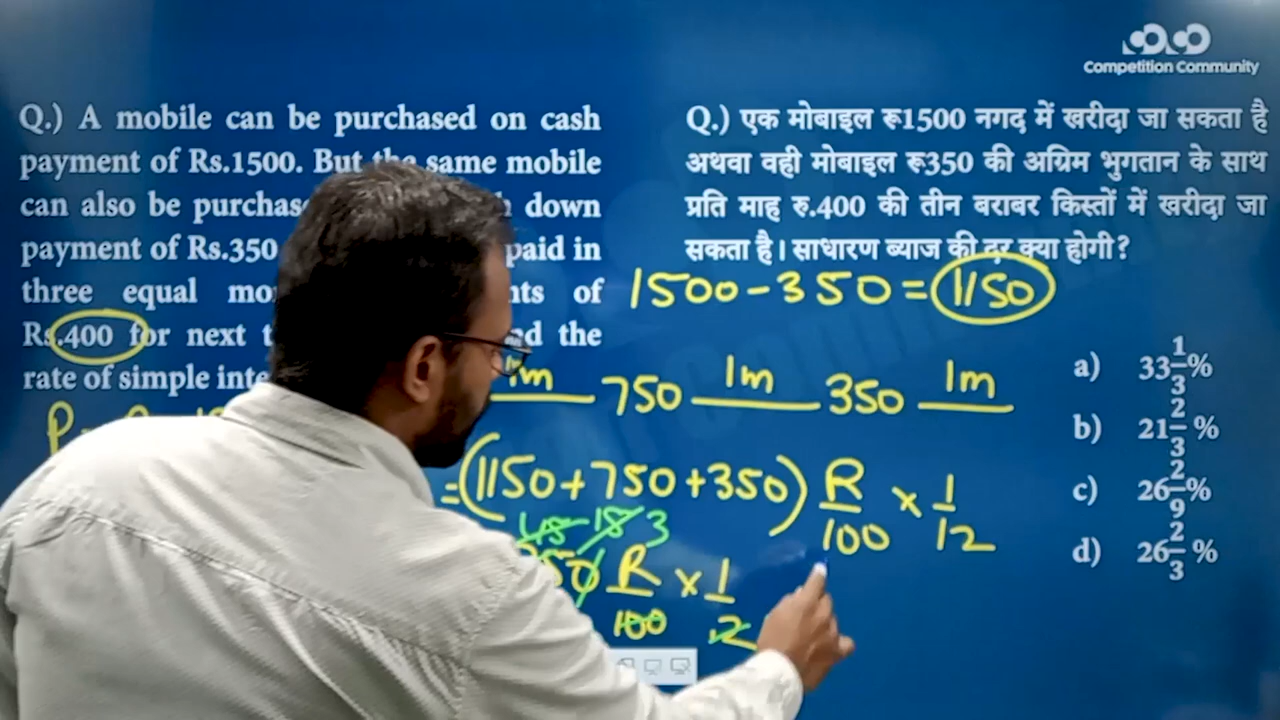 Competition Community
Q.) A mobile can be purchased on cash
payment of Rs.1500. But the same mobile
can also be down
payment of Rs.350 paid in
three equal of
Rs.400 for next the
rate of simple
Q.) एक मोबाइल रू1500 नगद में खरीदा जा सकता है
अथवा वही मोबाइल रू350 की अग्रिम भुगतान के साथ
प्रति माह रु.400 की तीन बराबर किस्तों में खरीदा जा
सकता है। साधारण ब्याज की दर क्या होगी?
1500-350=1150
1m 750 1m 350 1m
=(1150+750+350) R/100 × 1/12
R/100 × 1/2
a) 33 1/3%
b) 21 2/3 %
c) 26 2/9%
d) 26 2/3 %